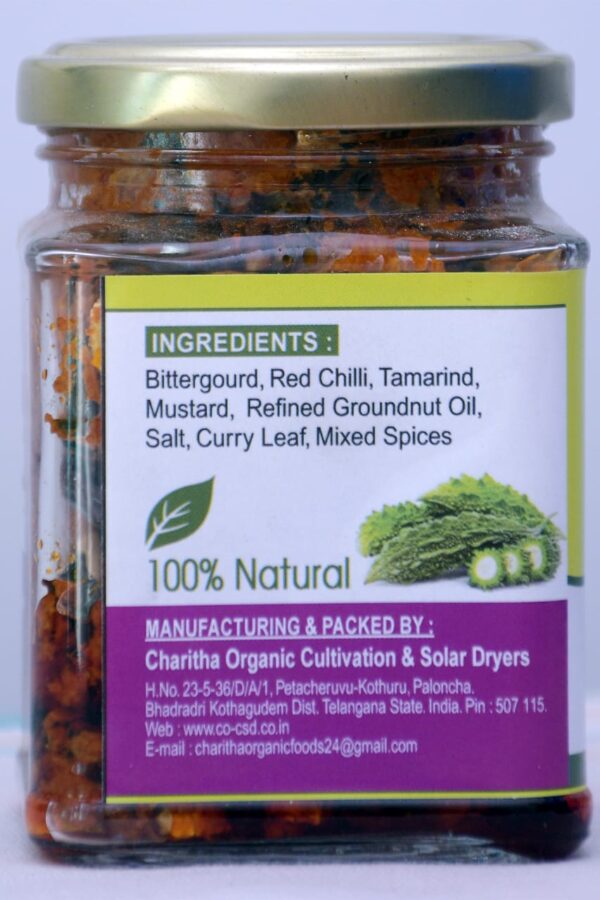 INGREDIENTS :
Bittergourd, Red Chilli, Tamarind,
Mustard, Refined Groundnut Oil,
Salt, Curry Leaf, Mixed Spices
100% Natural
MANUFACTURING & PACKED BY :
Charitha Organic Cultivation & Solar Dryers
H.No. 23-5-36/D/A/1, Petacheruvu-Kothuru, Paloncha.
Bhadradri Kothagudem Dist. Telangana State. India. Pin : 507 115.
Web : www.co-csd.co.in
E-mail : charithaorganicfoods24@gmail.com